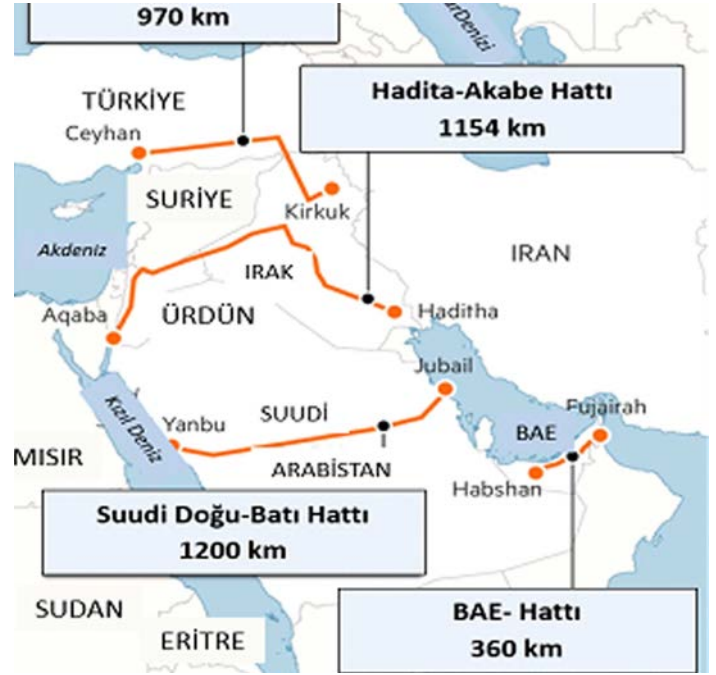 970 km
Hadita-Akabe Hattı
1154 km
TÜRKİYE
Ceyhan
SURİYE
Kirkuk
Akdeniz
IRAK
IRAN
Aqaba
ÜRDÜN
Haditha
Jubail
Kızıl Deniz
Yanbu
SUUDİ
ARABİSTAN
BAE
Fujairah
Habshan
MISIR
Suudi Doğu-Batı Hattı
1200 km
SUDAN
ERİTRE
BAE- Hattı
360 km